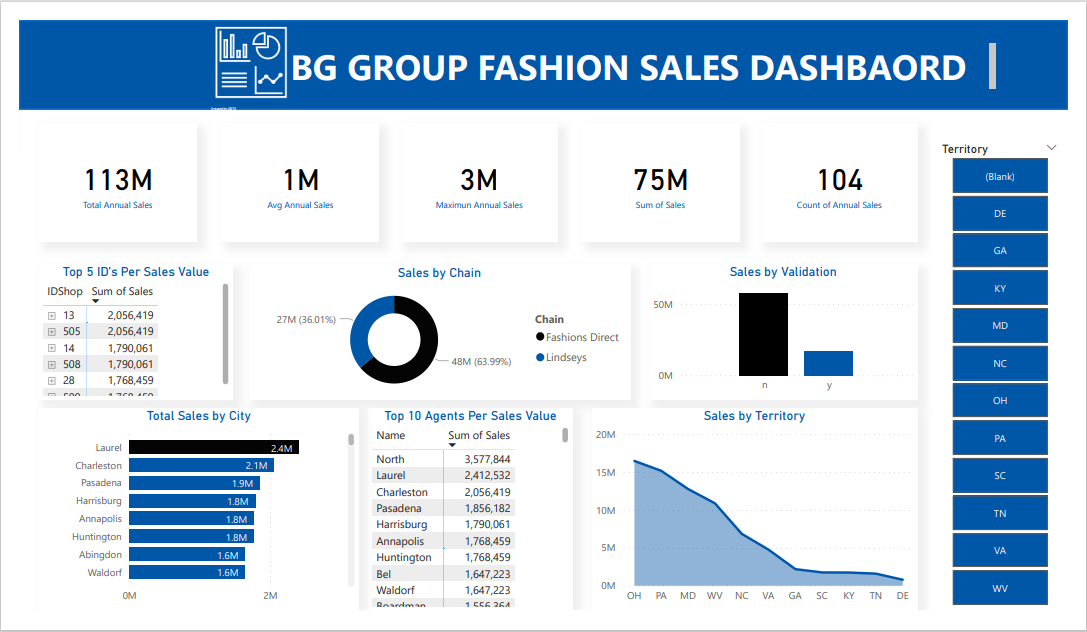 BG GROUP FASHION SALES DASHBAORD
113M
Total Annual Sales
1M
Avg Annual Sales
3M
Maximun Annual Sales
75M
Sum of Sales
104
Count of Annual Sales
Territory
(Blank)
DE
GA
KY
MD
NC
OH
PA
SC
TN
VA
WV
Top 5 ID's Per Sales Value
IDShop Sum of Sales
13 2,056,419
505 2,056,419
14 1,790,061
508 1,790,061
28 1,768,459
Sales by Chain
27M (36.01%)
48M (63.99%)
Chain
Fashions Direct
Lindseys
Sales by Validation
50M
0M
n y
Total Sales by City
Laurel 2.4M
Charleston 2.1M
Pasadena 1.9M
Harrisburg 1.8M
Annapolis 1.8M
Huntington 1.8M
Abingdon 1.6M
Waldorf 1.6M
0M 2M
Top 10 Agents Per Sales Value
Name Sum of Sales
North 3,577,844
Laurel 2,412,532
Charleston 2,056,419
Pasadena 1,856,182
Harrisburg 1,790,061
Annapolis 1,768,459
Huntington 1,768,459
Bel 1,647,223
Waldorf 1,647,223
Boardman 1,556,364
Sales by Territory
20M
15M
10M
5M
0M
OH PA MD WV NC VA GA SC KY TN DE